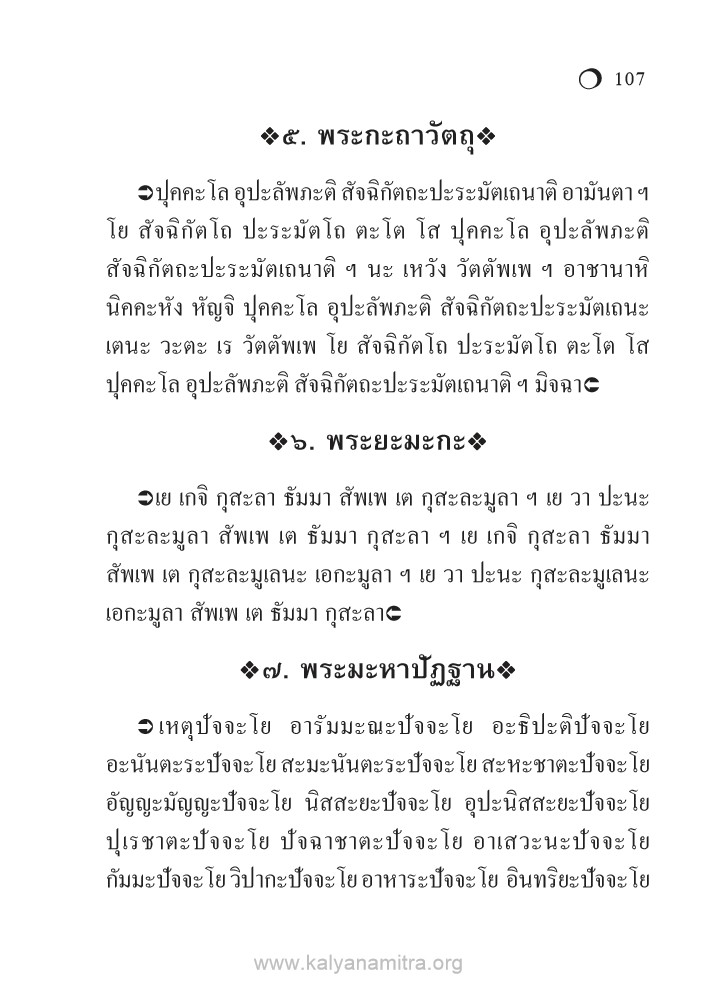 107
❖๕. พระกะถาวัตถุ❖
➲ปุคคะโล อุปะลัพภะติ สัจฉิกัตถะปะระมัตเถนาติ อามันตา ฯ
โย สัจฉิกัตโถ ปะระมัตโถ ตะโต โส ปุคคะโล อุปะลัพภะติ
สัจฉิกัตถะปะระมัตเถนาติ ฯ นะ เหวัง วัตตัพเพ ฯ อาชานาหิ
นิคคะหัง หัญจิ ปุคคะโล อุปะลัพภะติ สัจฉิกัตถะปะระมัตเถนะ
เตนะ วะตะ เร วัตตัพเพ โย สัจฉิกัตโถ ปะระมัตโถ ตะโต โส
ปุคคะโล อุปะลัพภะติ สัจฉิกัตถะปะระมัตเถนาติ ฯ มิจฉา
❖๖. พระยะมะกะ❖
➲เย เกจิ กุสะลา ธัมมา สัพเพ เต กุสะละมูลา ฯ เย วา ปะนะ
กุสะละมูลา สัพเพ เต ธัมมา กุสะลา ฯ เย เกจิ กุสะลา ธัมมา
สัพเพ เต กุสะละมูเลนะ เอกะมูลา ฯ เย วา ปะนะ กุสะละมูเลนะ
เอกะมูลา สัพเพ เต ธัมมา กุสะลา
❖๗. พระมะหาปัฏฐาน❖
➲เหตุปัจจะโย อารัมมะณะปัจจะโย อะธิปะติปัจจะโย
อะนันตะระปัจจะโย สะมะนันตะระปัจจะโย สะหะชาตะปัจจะโย
อัญญะมัญญะปัจจะโย นิสสะยะปัจจะโย อุปะนิสสะยะปัจจะโย
ปุเรชาตะปัจจะโย ปัจฉาชาตะปัจจะโย อาเสวะนะปัจจะโย
กัมมะปัจจะโย วิปากะปัจจะโย อาหาระปัจจะโย อินทริยะปัจจะโย
www.kalyanamitra.org